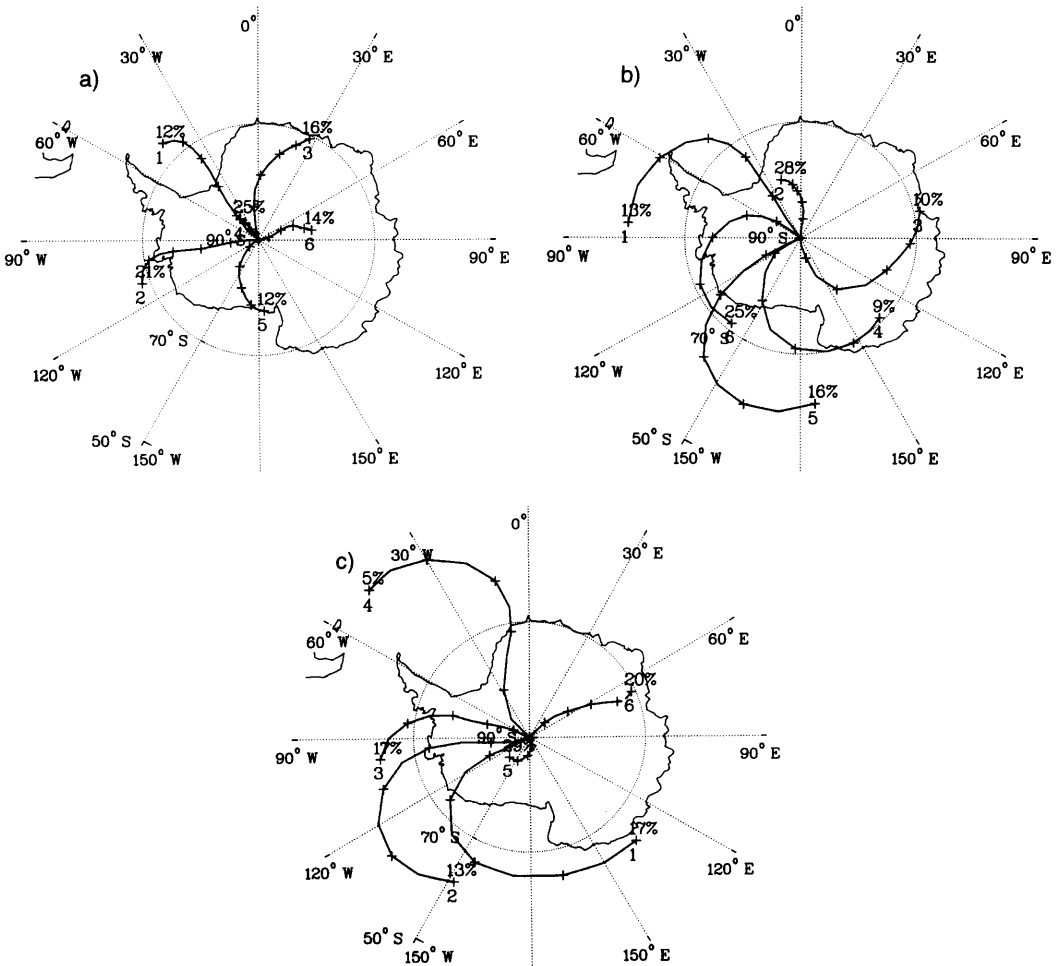 a)
0° 
30° W
30° E
60° W
60° E
90° W
90° E
120° W
120° E
150° W
150° E
50° S
70° S
90° S
12%
1
21%
2
16%
3
25%
4
12%
5
14%
6
b)
0°
30° W
30° E
60° W
60° E
90° W
90° E
120° W
120° E
150° W
150° E
50° S
70° S
90° S
13%
1
28%
2
10%
3
9%
4
16%
5
25%
6
c)
0°
30° W
30° E
60° W
60° E
90° W
90° E
120° W
120° E
150° W
150° E
50° S
70° S
90° S
17%
1
13%
2
17%
3
5%
4
5
20%
6